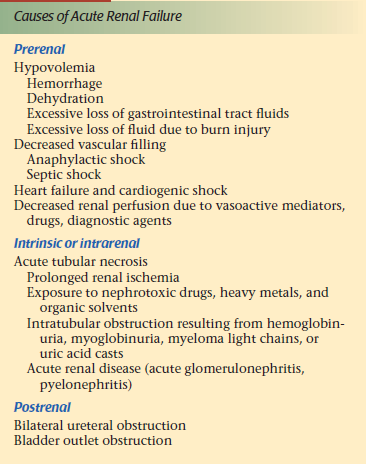 Causes of Acute Renal Failure
Prerenal
Hypovolemia
Hemorrhage
Dehydration
Excessive loss of gastrointestinal tract fluids
Excessive loss of fluid due to burn injury
Decreased vascular filling
Anaphylactic shock
Septic shock
Heart failure and cardiogenic shock
Decreased renal perfusion due to vasoactive mediators,
drugs, diagnostic agents
Intrinsic or intrarenal
Acute tubular necrosis
Prolonged renal ischemia
Exposure to nephrotoxic drugs, heavy metals, and
organic solvents
Intratubular obstruction resulting from hemoglobin-
uria, myoglobinuria, myeloma light chains, or
uric acid casts
Acute renal disease (acute glomerulonephritis,
pyelonephritis)
Postrenal
Bilateral ureteral obstruction
Bladder outlet obstruction